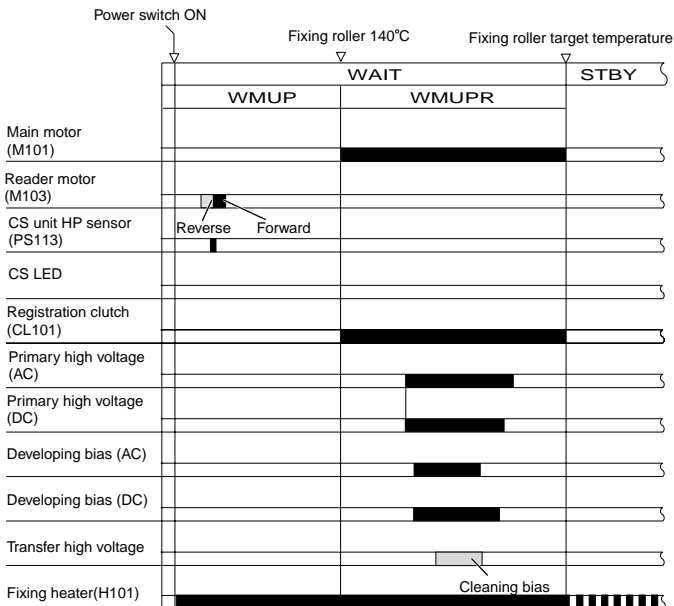 Power switch ON
Fixing roller 140°C
Fixing roller target temperature
WAIT
STBY
WMUP
WMUPR
Main motor
(M101)
Reader motor
(M103)
Reverse
Forward
CS unit HP sensor
(PS113)
CS LED
Registration clutch
(CL101)
Primary high voltage
(AC)
Primary high voltage
(DC)
Developing bias (AC)
Developing bias (DC)
Transfer high voltage
Cleaning bias
Fixing heater(H101)